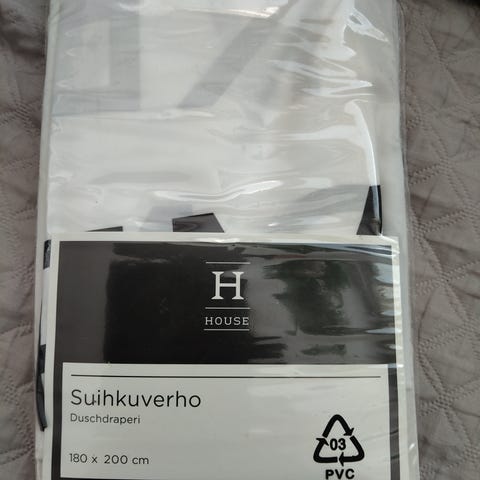 H
HOUSE
Suihkuverho
Duschdraperi
180 x 200 cm
03
PVC